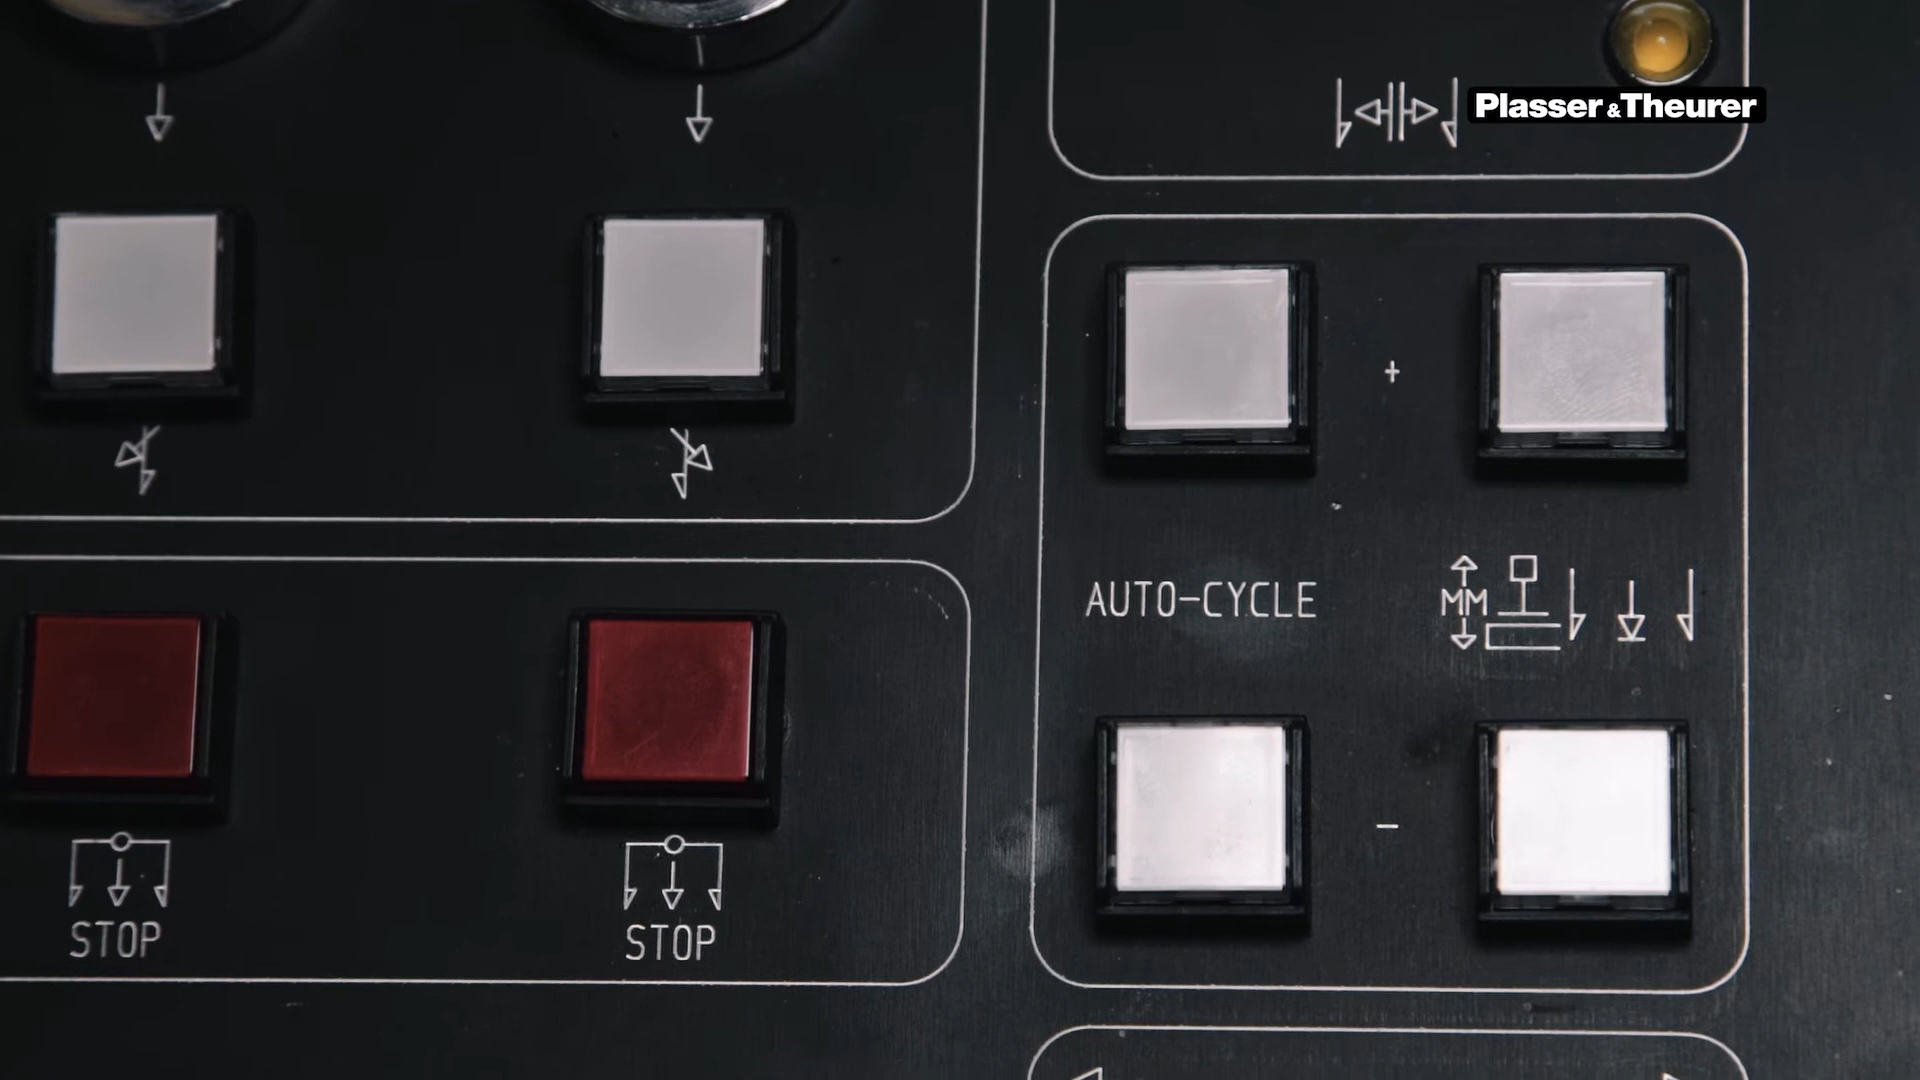 Plasser & Theurer
+
AUTO-CYCLE
MM
-
STOP
STOP